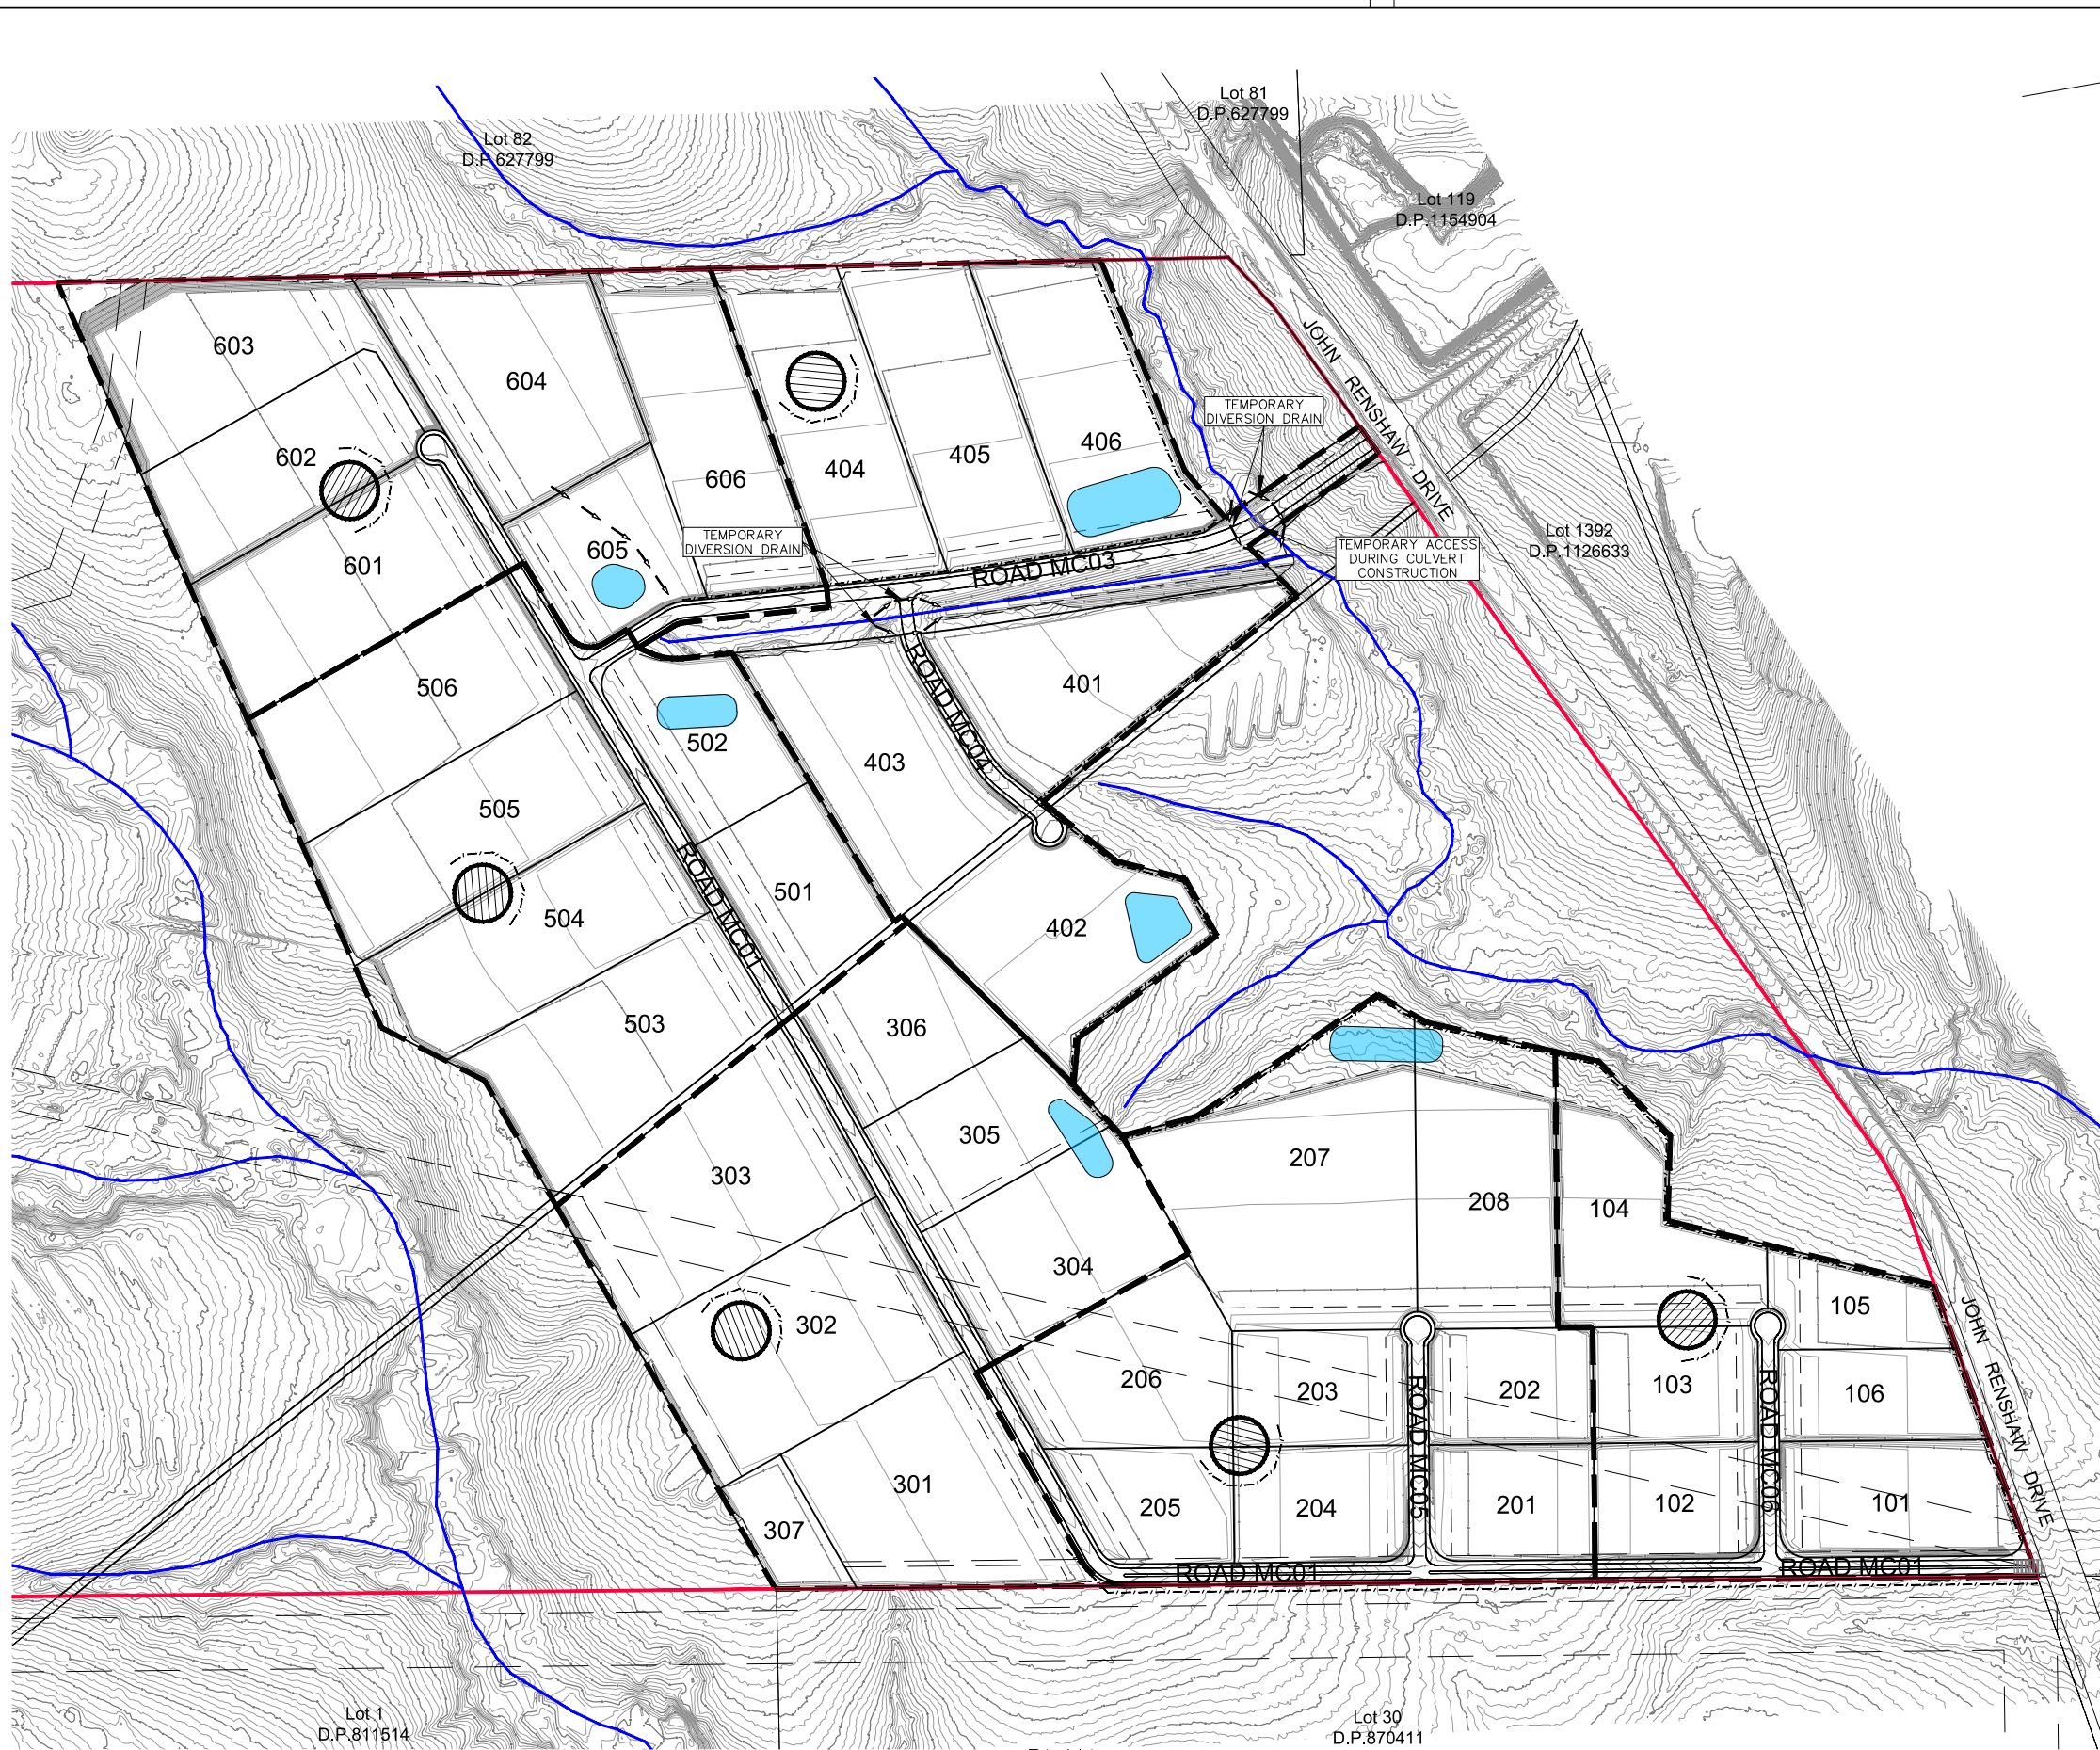 Lot 81
D.P.627799
Lot 82
D.P.627799
Lot 119
D.P.1154904
JOHN RENSHAW DRIVE
603
604
602
601
606
404
405
406
TEMPORARY
DIVERSION DRAIN
605
TEMPORARY
DIVERSION DRAIN
ROAD MC03
TEMPORARY ACCESS
DURING CULVERT
CONSTRUCTION
Lot 1392
D.P.1126633
506
502
403
ROAD MC04
401
505
504
503
ROAD MC01
501
402
306
305
303
304
302
301
307
207
208
104
105
106
103
202
203
206
205
204
201
102
101
ROAD MC05
ROAD MC06
JOHN RENSHAW DRIVE
ROAD MC01
ROAD MC01
Lot 1
D.P.811514
Lot 30
D.P.870411